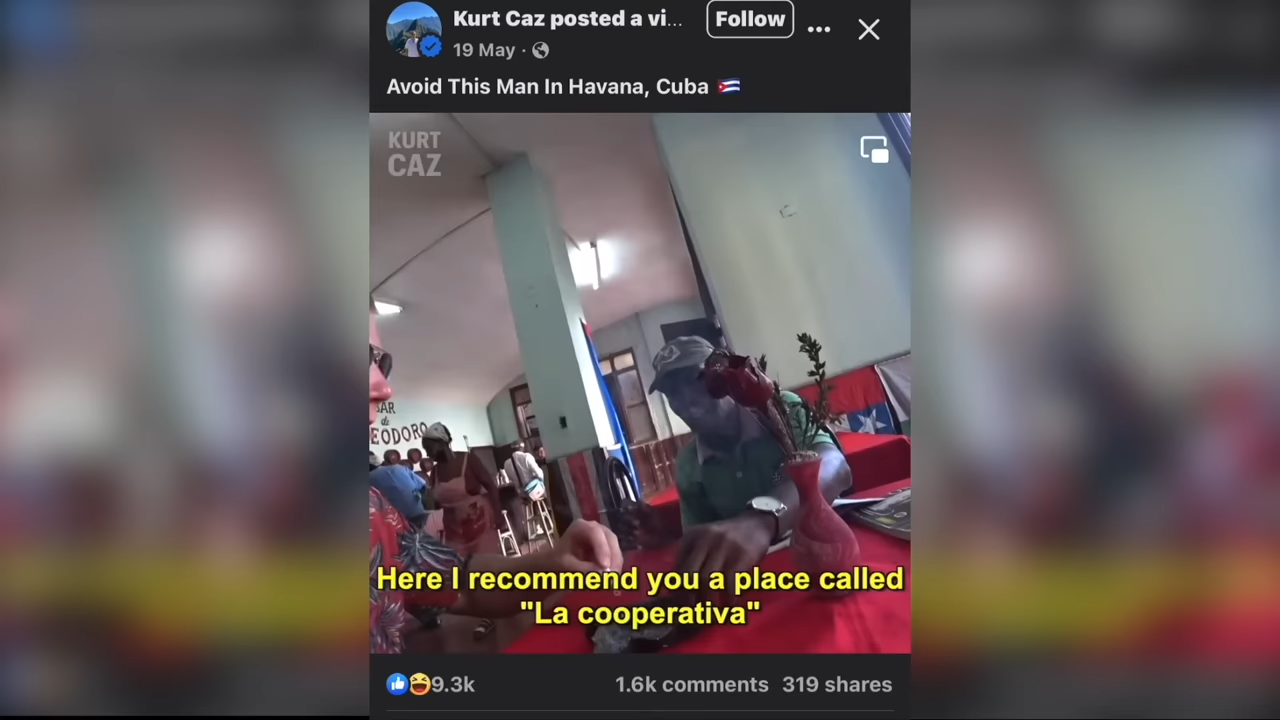 Kurt Caz posted a vi...
Follow
19 May ·
Avoid This Man In Havana, Cuba 🇨🇺
KURT
CAZ
BAR
de
EODORO
Here I recommend you a place called
"La cooperativa"
9.3k
1.6k comments
319 shares